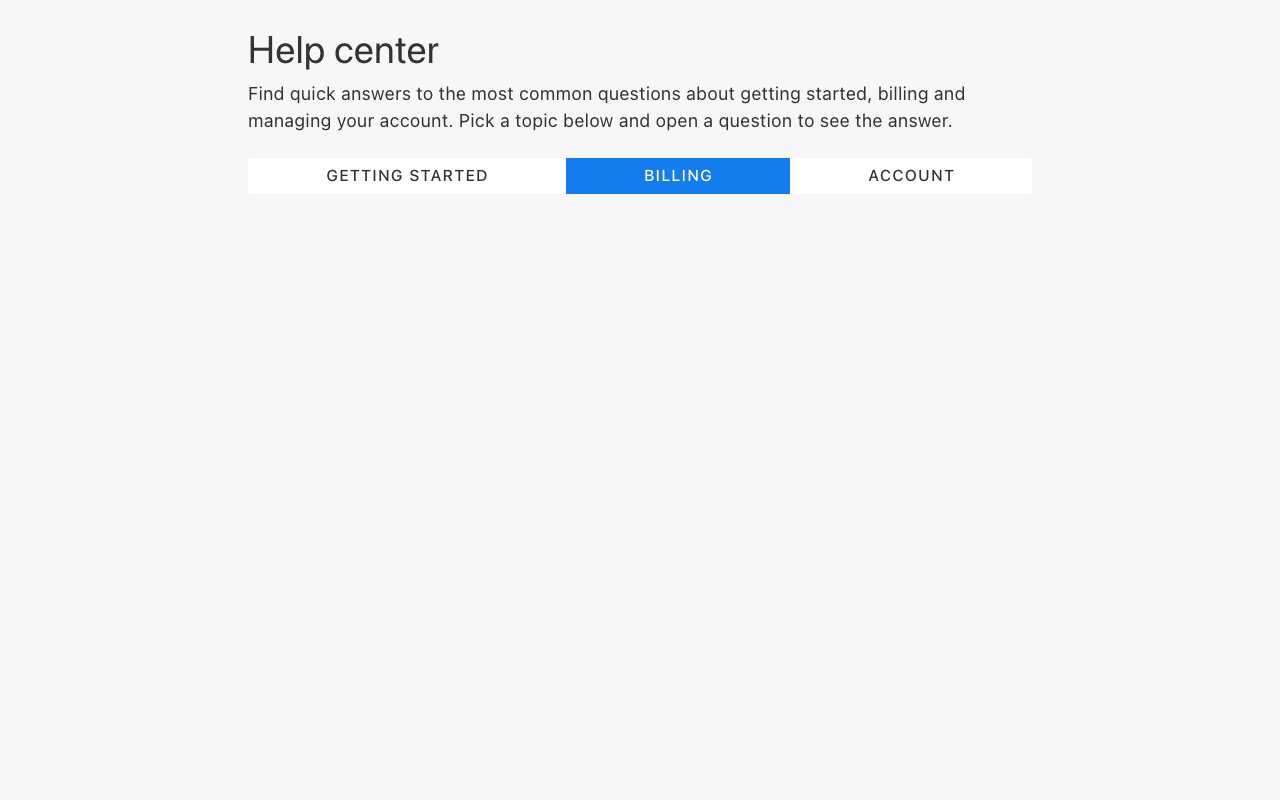 Help center
Find quick answers to the most common questions about getting started, billing and
managing your account. Pick a topic below and open a question to see the answer.
GETTING STARTED
BILLING
ACCOUNT